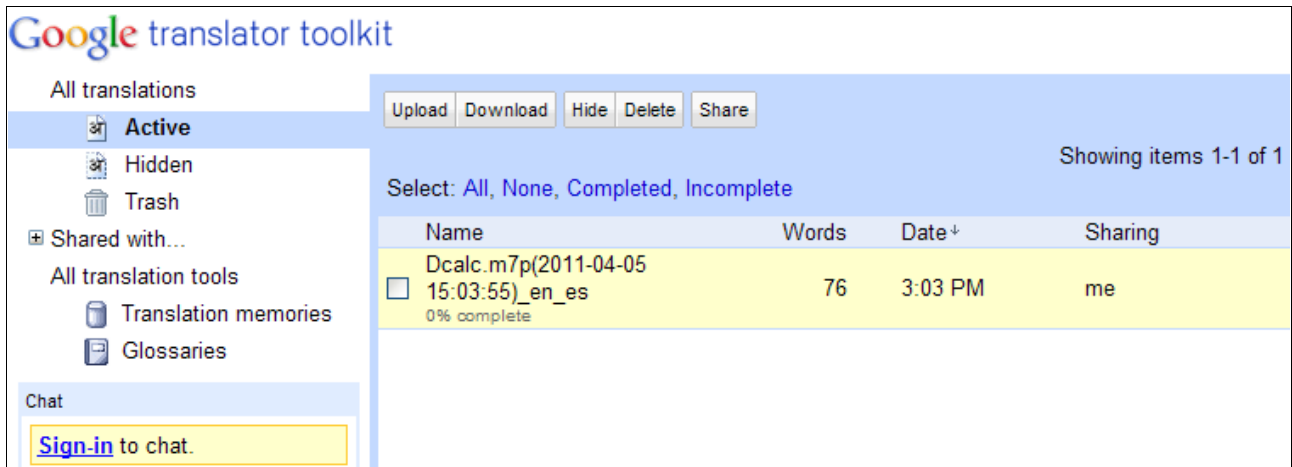 Google translator toolkit
All translations
Active
Hidden
Trash
Shared with...
All translation tools
Translation memories
Glossaries
Chat
Sign-in to chat.
Upload Download Hide Delete Share
Showing items 1-1 of 1
Select: All, None, Completed, Incomplete
Name Words Date↓ Sharing
Dcalc.m7p(2011-04-05
15:03:55)_en_es 76 3:03 PM me
0% complete